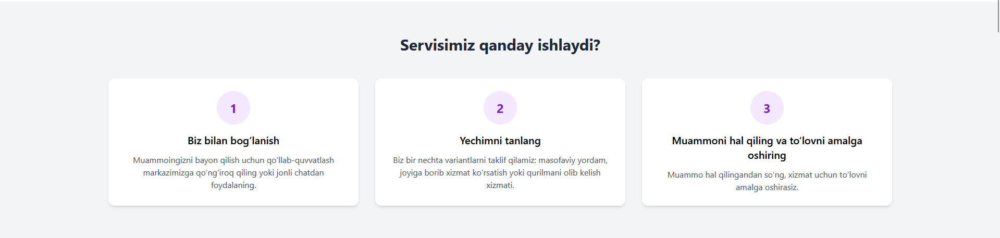 Servisimiz qanday ishlaydi?
1
Biz bilan bog‘lanish
Muammoingizni bayon qilish uchun qo‘llab-quvvatlash
markazimizga qo‘ng‘iroq qiling yoki jonli chatdan
foydalaning.
2
Yechimni tanlang
Biz bir nechta variantlarni taklif qilamiz: masofaviy yordam,
joyiga borib xizmat ko‘rsatish yoki qurilmani olib kelish
xizmati.
3
Muammoni hal qiling va to‘lovni amalga
oshiring
Muammo hal qilingandan so‘ng, xizmat uchun to‘lovni
amalga oshirasiz.